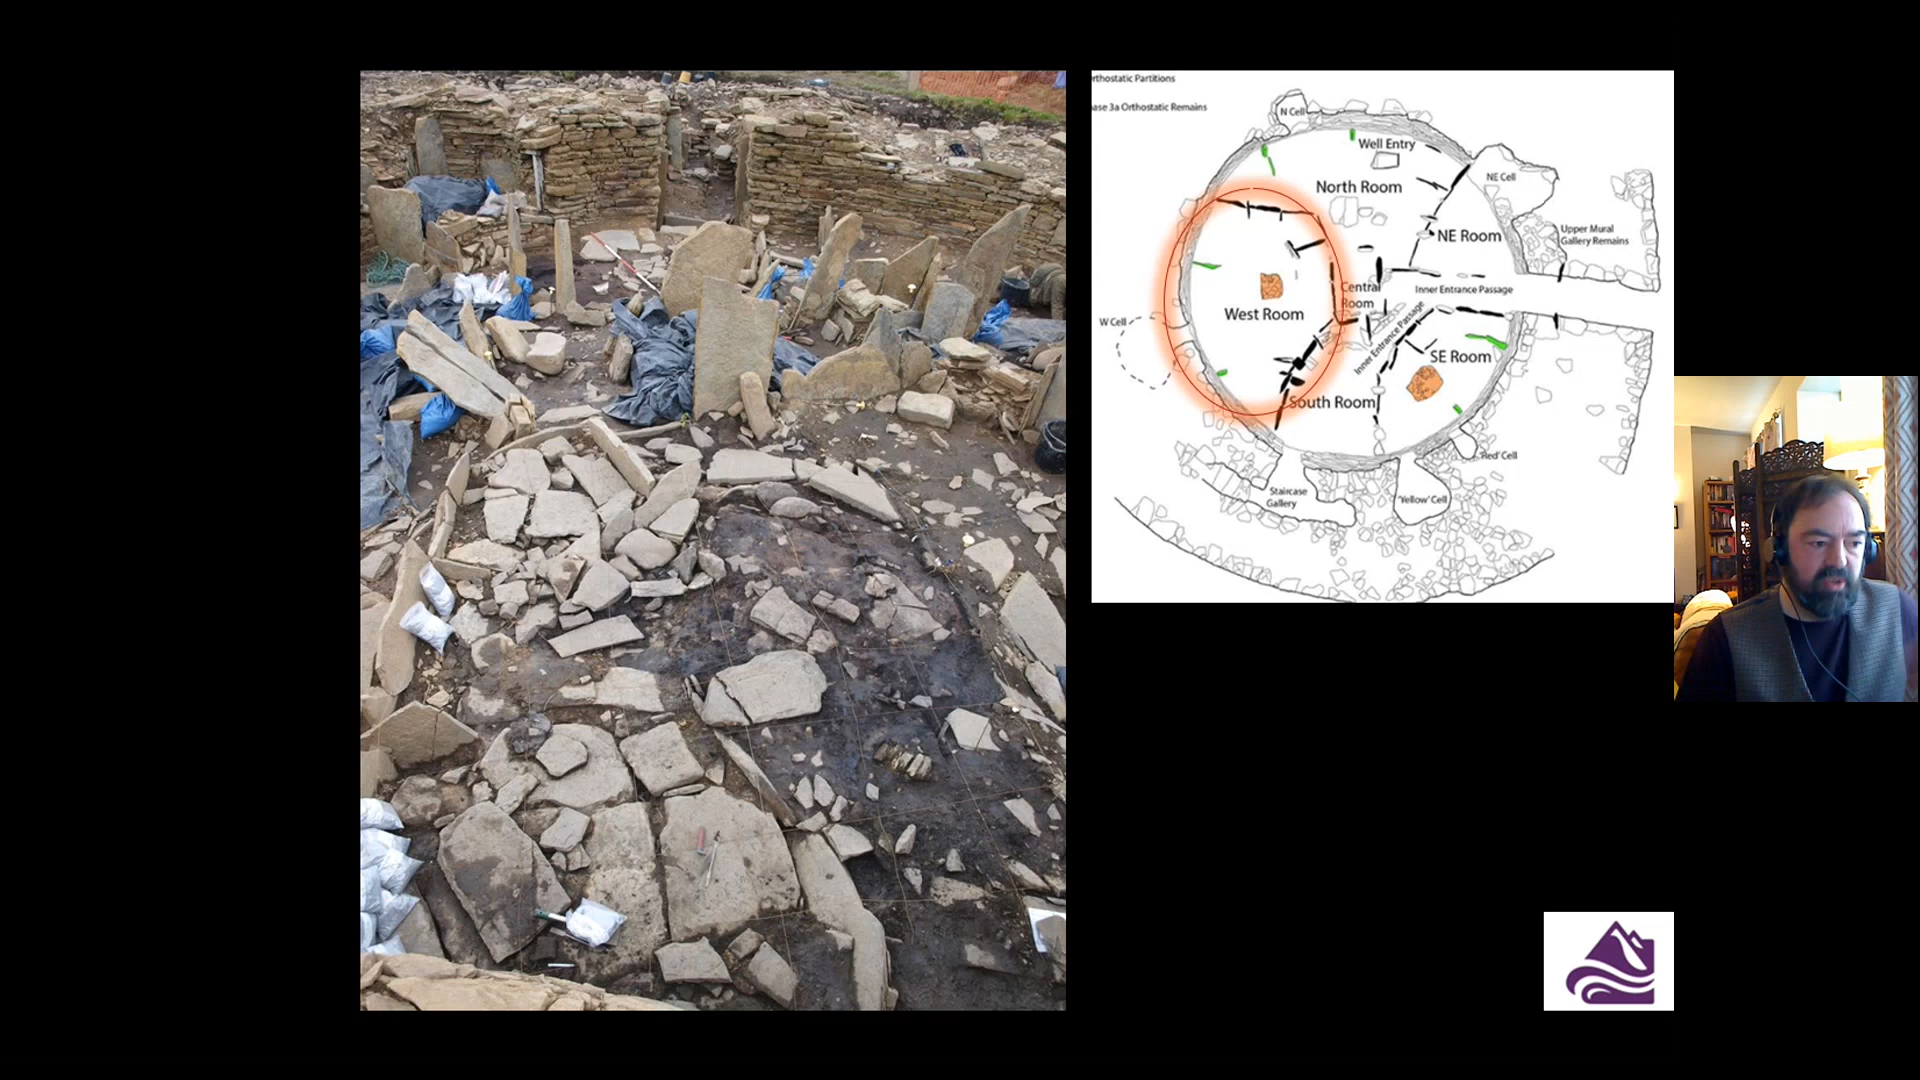 rthostatic Partitions
ase 3a Orthostatic Remains
N Cell
Well Entry
North Room
NE Cell
NE Room
Upper Mural
Gallery Remains
Central
Room
Inner Entrance Passage
West Room
W Cell
Inner Entrance Passage
SE Room
South Room
'Red' Cell
Staircase
Gallery
'Yellow' Cell